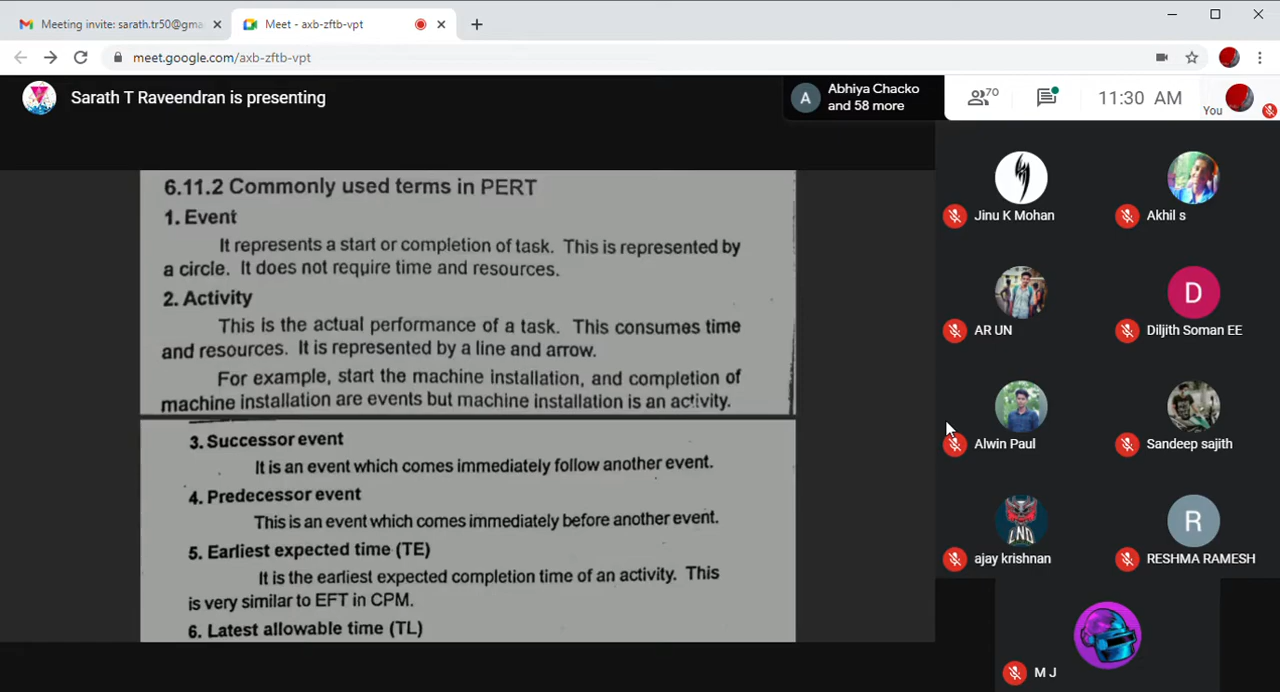 Meeting invite: sarath.tr50@gma
Meet - axb-zftb-vpt
meet.google.com/axb-zftb-vpt
Sarath T Raveendran is presenting
A
Abhiya Chacko
and 58 more
70
11:30 AM
You
6.11.2 Commonly used terms in PERT
1. Event
It represents a start or completion of task. This is represented by
a circle. It does not require time and resources.
2. Activity
This is the actual performance of a task. This consumes time
and resources. It is represented by a line and arrow.
For example, start the machine installation, and completion of
machine installation are events but machine installation is an activity.
3. Successor event
It is an event which comes immediately follow another event.
4. Predecessor event
This is an event which comes immediately before another event.
5. Earliest expected time (TE)
It is the earliest expected completion time of an activity. This
is very similar to EFT in CPM.
6. Latest allowable time (TL)
Jinu K Mohan
Akhil s
AR UN
D
Diljith Soman EE
Alwin Paul
Sandeep sajith
LND
ajay krishnan
R
RESHMA RAMESH
M J